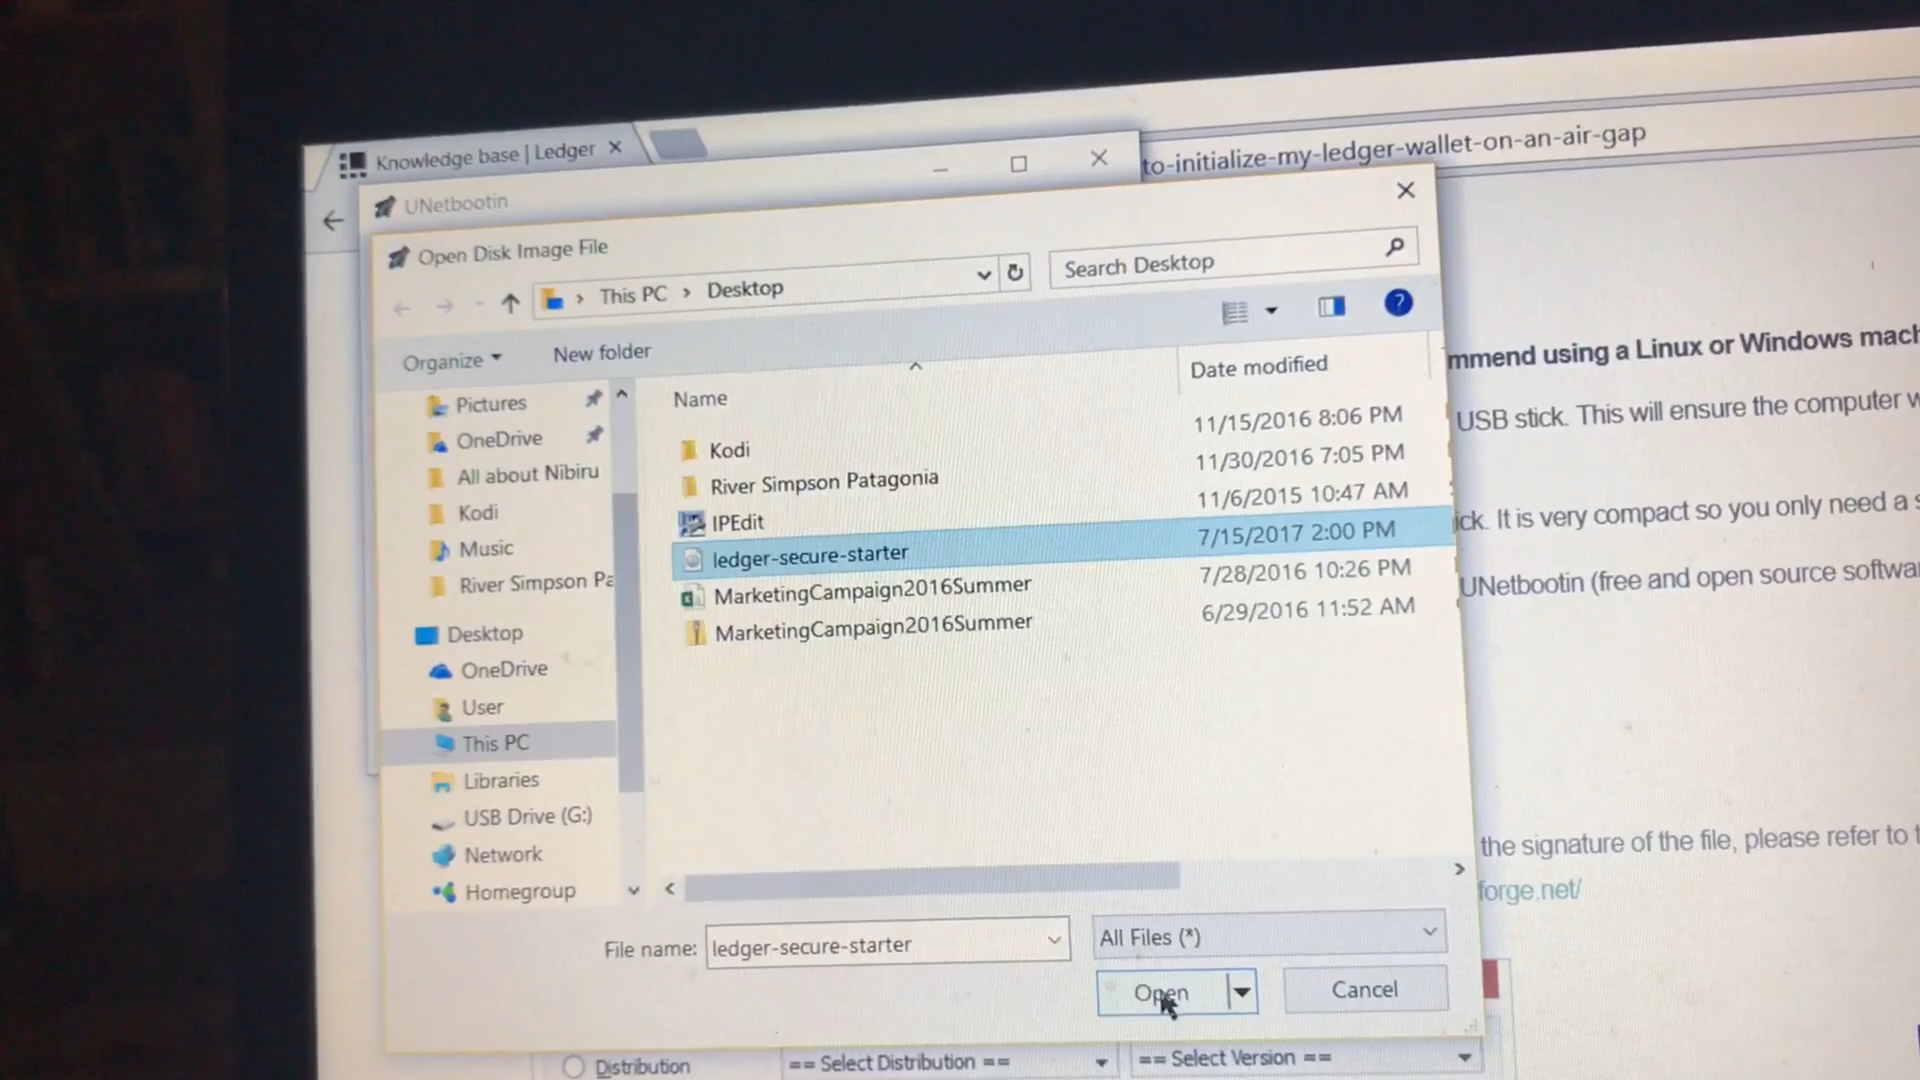 Knowledge base | Ledger
to-initialize-my-ledger-wallet-on-an-air-gap
UNetbootin
Open Disk Image File
This PC > Desktop
Search Desktop
Organize
New folder
Name
Date modified
Pictures
OneDrive
All about Nibiru
Kodi
Music
River Simpson Pa
Desktop
OneDrive
User
This PC
Libraries
USB Drive (G:)
Network
Homegroup
Kodi 11/15/2016 8:06 PM
River Simpson Patagonia 11/30/2016 7:05 PM
IPEdit 11/6/2015 10:47 AM
ledger-secure-starter 7/15/2017 2:00 PM
MarketingCampaign2016Summer 7/28/2016 10:26 PM
MarketingCampaign2016Summer 6/29/2016 11:52 AM
File name: ledger-secure-starter
All Files (*)
Open
Cancel
mmend using a Linux or Windows mach
USB stick. This will ensure the computer w
ick. It is very compact so you only need a s
UNetbootin (free and open source softwa
the signature of the file, please refer to t
forge.net/
Distribution
== Select Distribution ==
== Select Version ==